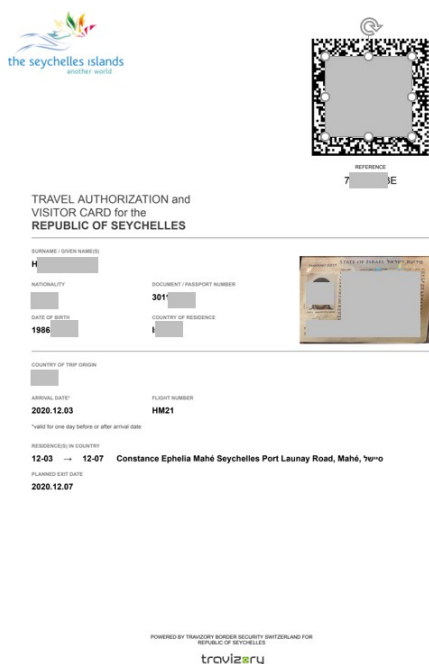 the seychelles islands
another world
REFERENCE
7 3E
TRAVEL AUTHORIZATION and
VISITOR CARD for the
REPUBLIC OF SEYCHELLES
SURNAME / GIVEN NAME(S)
H
NATIONALITY
DOCUMENT / PASSPORT NUMBER
301
DATE OF BIRTH
COUNTRY OF RESIDENCE
1986
COUNTRY OF TRIP ORIGIN
ARRIVAL DATE*
FLIGHT NUMBER
2020.12.03
HM21
*valid for one day before or after arrival date
RESIDENCE(S) IN COUNTRY
12-03 → 12-07 Constance Ephelia Mahé Seychelles Port Launay Road, Mahé, סיישל
PLANNED EXIT DATE
2020.12.07
POWERED BY TRAVIZORY BORDER SECURITY SWITZERLAND FOR
REPUBLIC OF SEYCHELLES
travizory